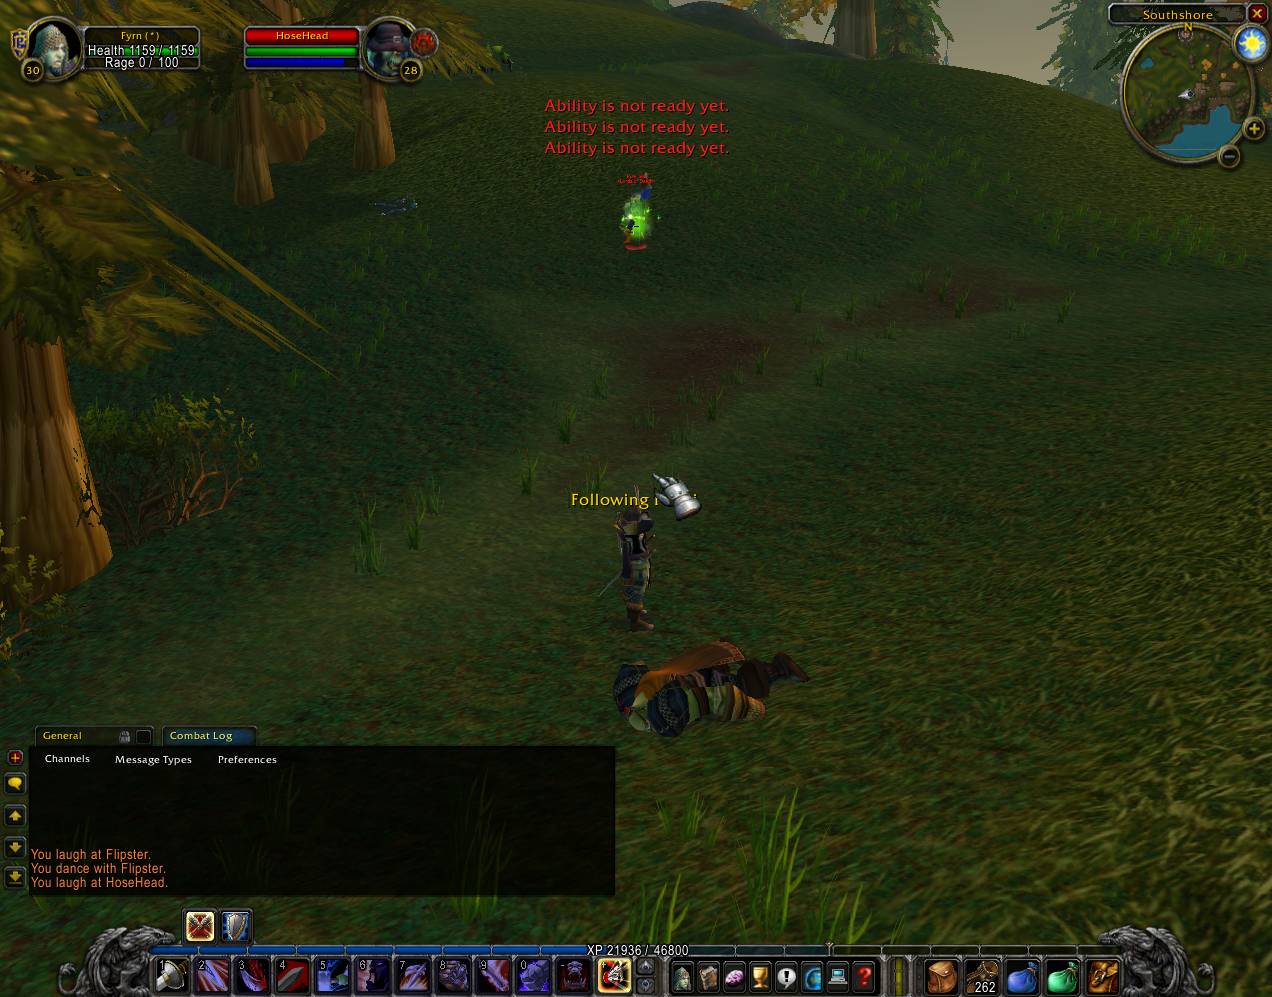 Fyrn (*)
Health 1159 / 1159
Rage 0 / 100
30
HoseHead
28
Southshore
N
Ability is not ready yet.
Ability is not ready yet.
Ability is not ready yet.
Following
General
Combat Log
Channels
Message Types
Preferences
You laugh at Flipster.
You dance with Flipster.
You laugh at HoseHead.
XP 21936 / 46800
1 2 3 4 5 6 7 8 9 0
262